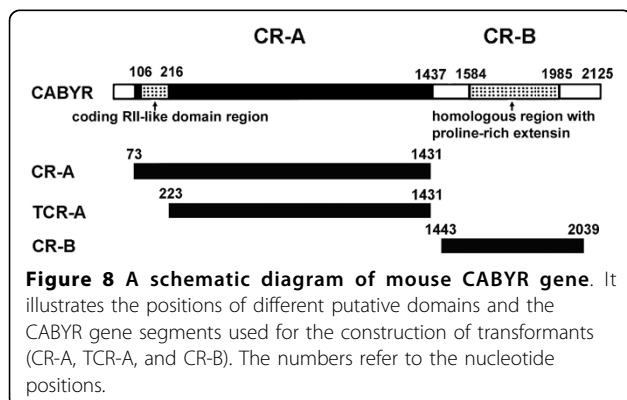 CR-A CR-B
106 216 1437 1584 1985 2125
CABYR
coding RII-like domain region homologous region with
proline-rich extensin
73 1431
CR-A
223 1431
TCR-A
1443 2039
CR-B
Figure 8 A schematic diagram of mouse CABYR gene. It
illustrates the positions of different putative domains and the
CABYR gene segments used for the construction of transformants
(CR-A, TCR-A, and CR-B). The numbers refer to the nucleotide
positions.